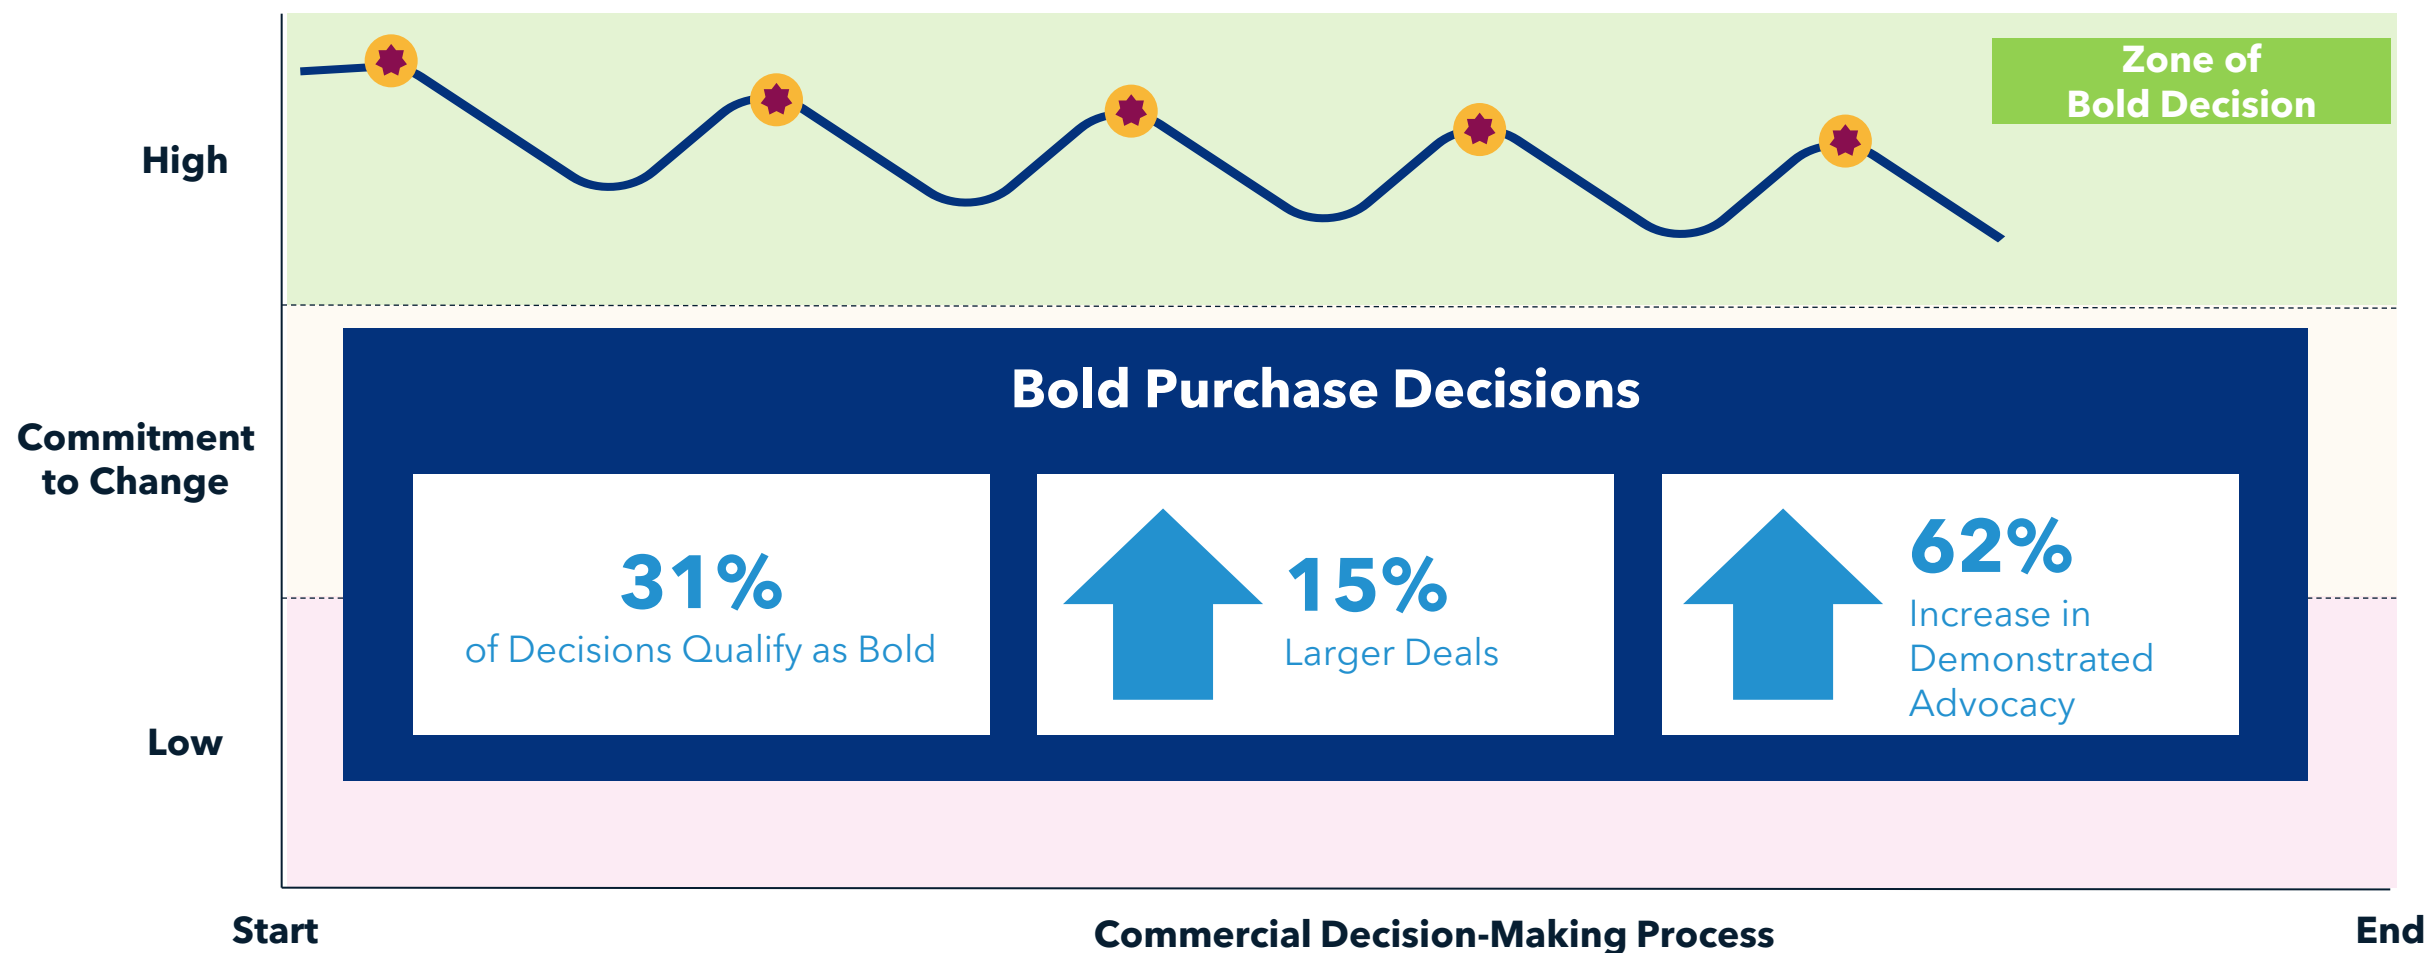 Zone of
Bold Decision
High
Commitment
to Change
Low
Bold Purchase Decisions
31%
of Decisions Qualify as Bold
15%
Larger Deals
62%
Increase in
Demonstrated
Advocacy
Start
Commercial Decision-Making Process
End